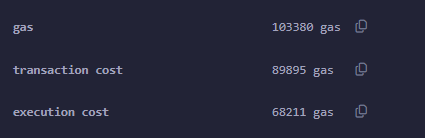 gas 103380 gas
transaction cost 89895 gas
execution cost 68211 gas